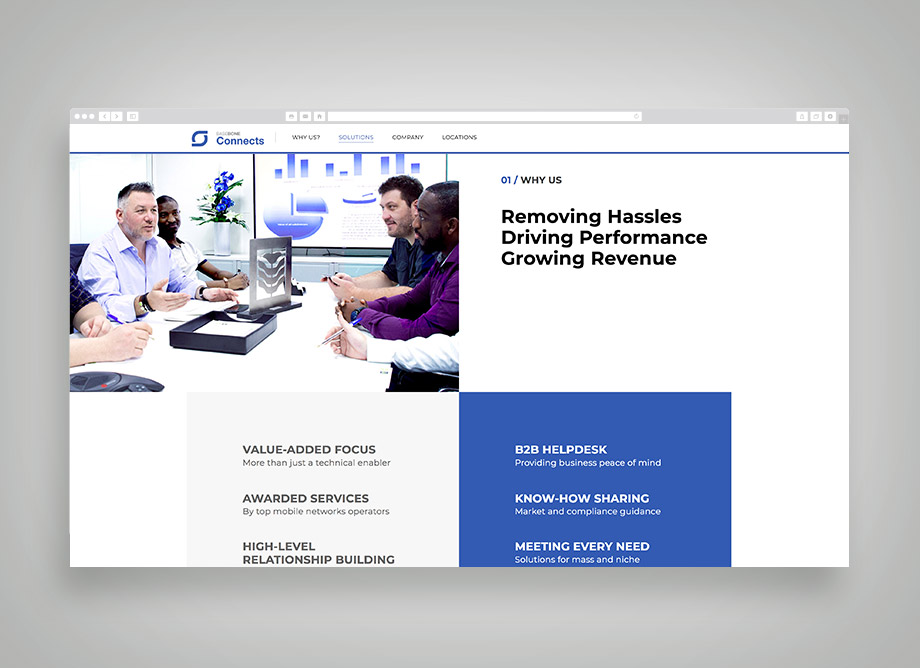 BACKBONE
Connects
WHY US?
SOLUTIONS
COMPANY
LOCATIONS
01 / WHY US
Removing Hassles
Driving Performance
Growing Revenue
VALUE-ADDED FOCUS
More than just a technical enabler
AWARDED SERVICES
By top mobile networks operators
HIGH-LEVEL
RELATIONSHIP BUILDING
B2B HELPDESK
Providing business peace of mind
KNOW-HOW SHARING
Market and compliance guidance
MEETING EVERY NEED
Solutions for mass and niche